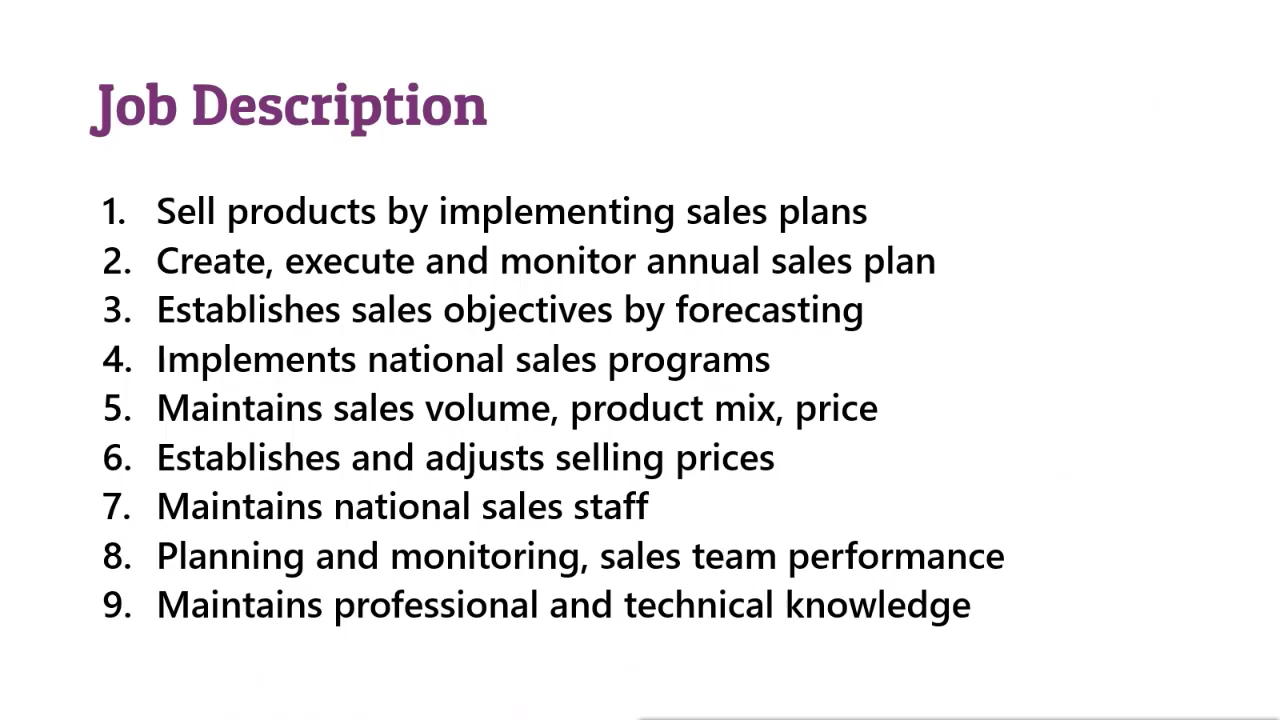 Job Description
1. Sell products by implementing sales plans
2. Create, execute and monitor annual sales plan
3. Establishes sales objectives by forecasting
4. Implements national sales programs
5. Maintains sales volume, product mix, price
6. Establishes and adjusts selling prices
7. Maintains national sales staff
8. Planning and monitoring, sales team performance
9. Maintains professional and technical knowledge